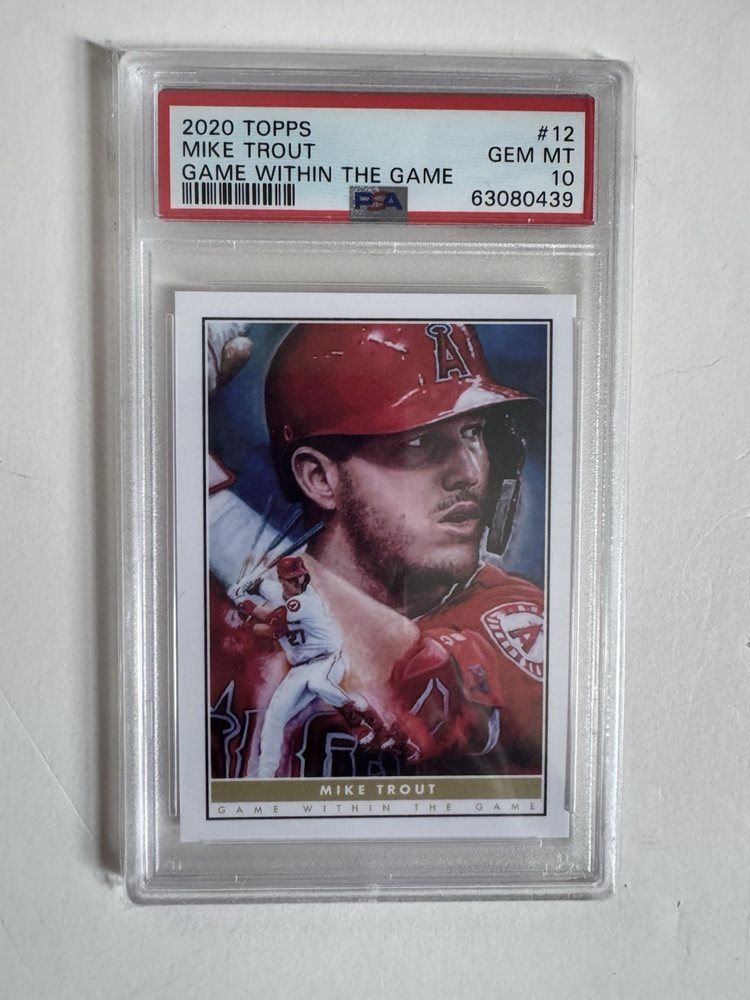 2020 TOPPS #12
MIKE TROUT GEM MT
GAME WITHIN THE GAME 10
PSA 63080439
A
A
MIKE TROUT
GAME WITHIN THE GAME